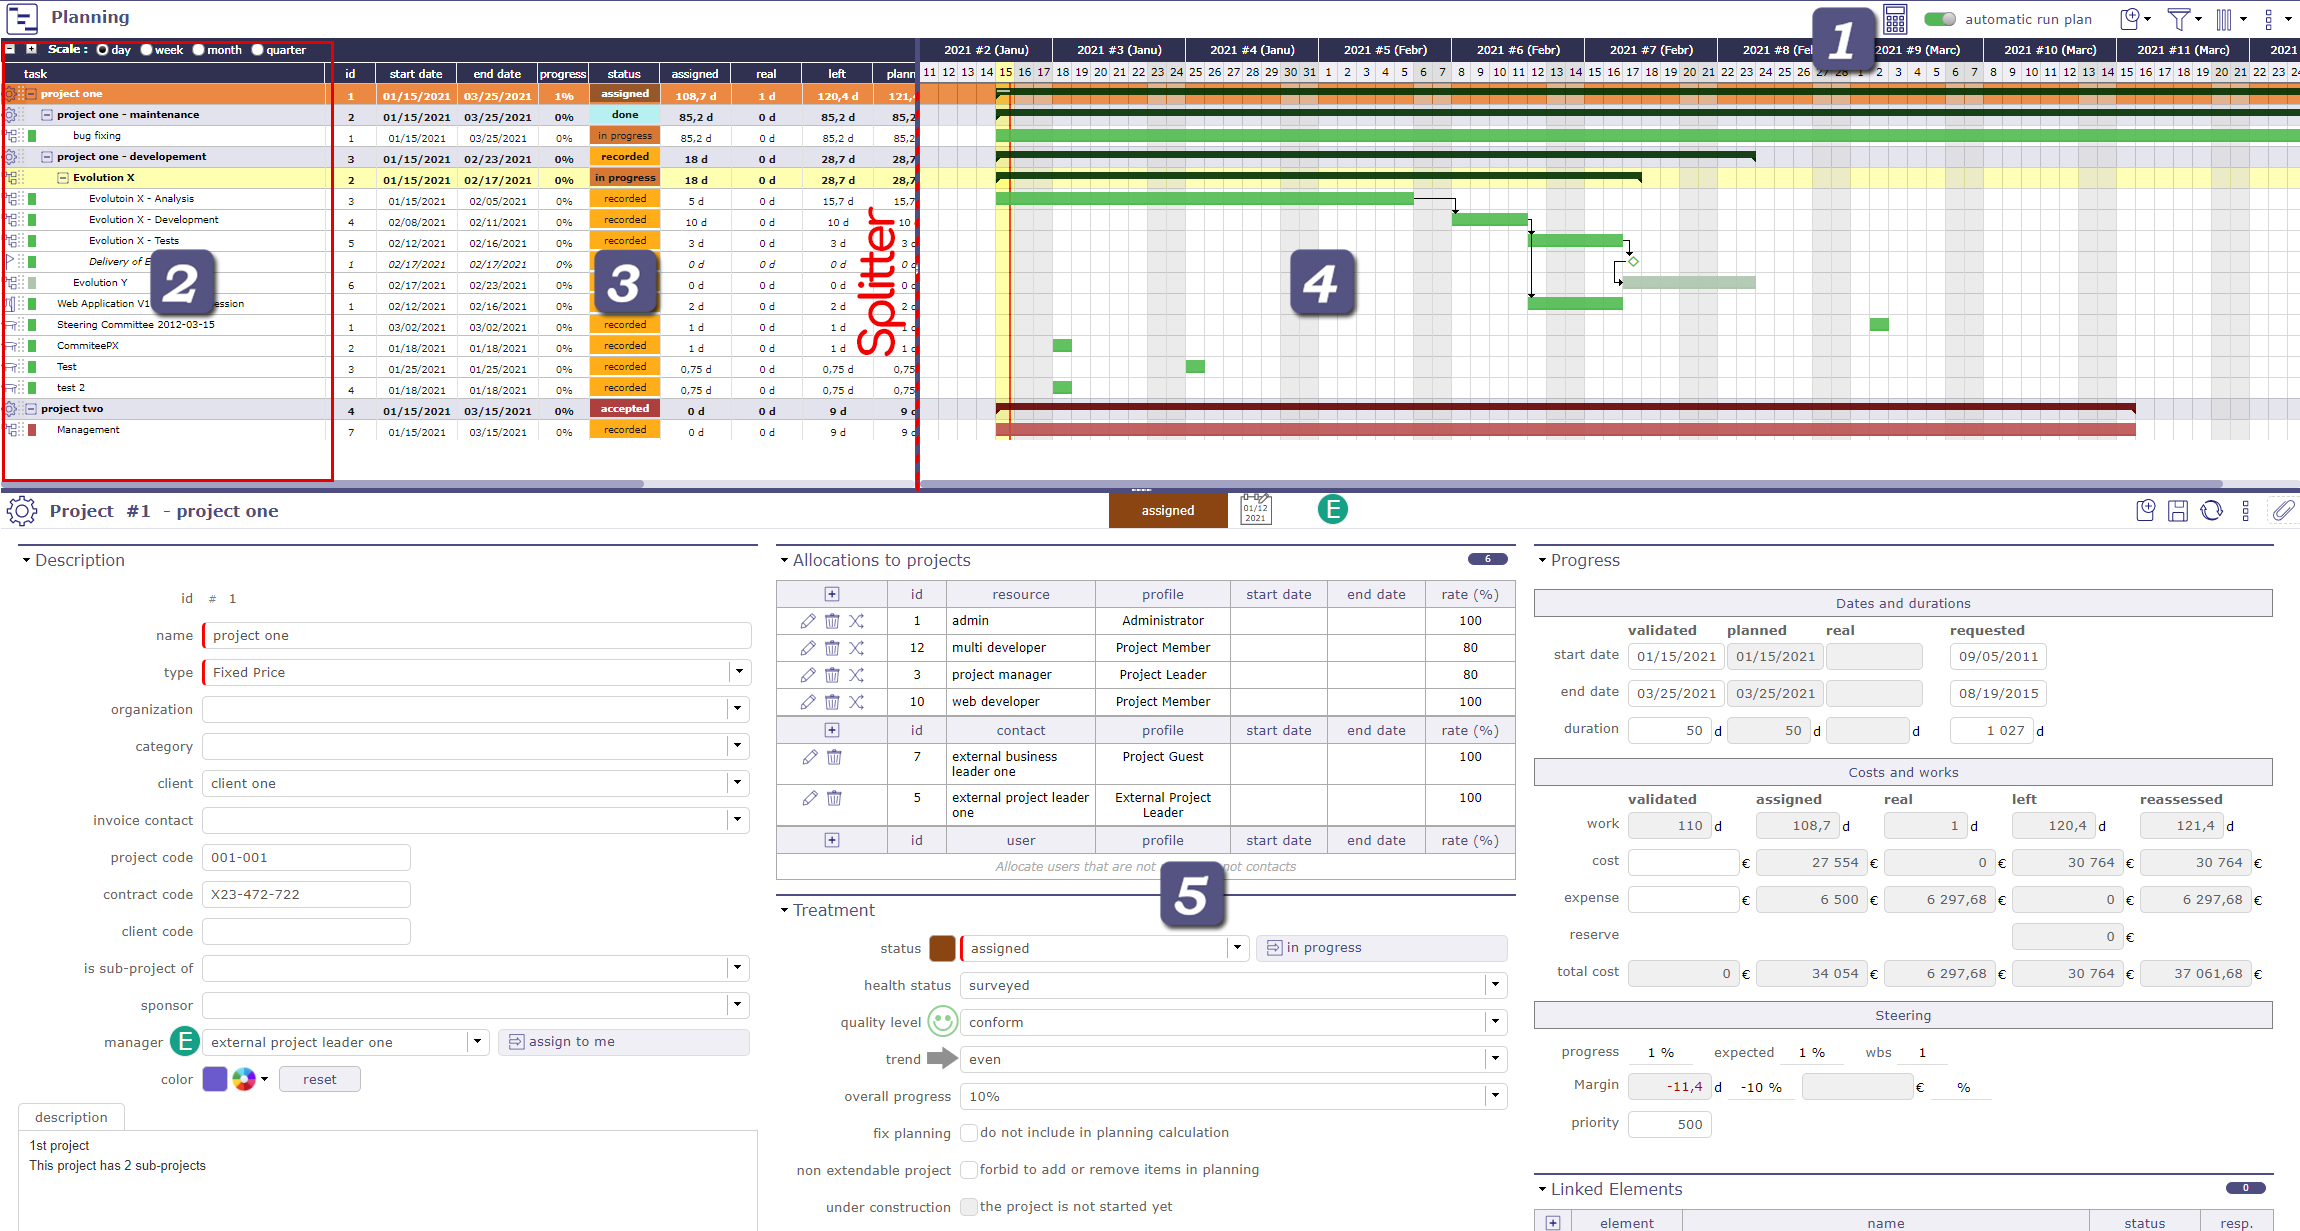 Planning
1
automatic run plan
Scale : day week month quarter
2021 #2 (Janu) 2021 #3 (Janu) 2021 #4 (Janu) 2021 #5 (Febr) 2021 #6 (Febr) 2021 #7 (Febr) 2021 #8 2021 #9 (Marc) 2021 #10 (Marc) 2021 #11 (Marc) 2021
task id start date end date progress status assigned real left
11 12 13 14 15 16 17 18 19 20 21 22 23 24 25 26 27 28 29 30 31 1 2 3 4 5 6 7 8 9 10 11 12 13 14 15 16 17 18 19 20 21 22 23 24 25 26 27 28 1 2 3 4 5 6 7 8 9 10 11 12 13 14 15 16 17 18 19 20 21 22 23
project one 1 01/15/2021 03/25/2021 1% assigned 108,7 d 1 d 120,4 d 121,
project one - maintenance 2 01/15/2021 03/25/2021 0% done 85,2 d 0 d 85,2 d 85,2
bug fixing 1 01/15/2021 03/25/2021 0% in progress 85,2 d 0 d 85,2 d 85,2
project one - developement 3 01/15/2021 02/23/2021 0% recorded 18 d 0 d 28,7 d 28,7
Evolution X 2 01/15/2021 02/17/2021 0% in progress 18 d 0 d 28,7 d 28,7
Evolutoin X - Analysis 3 01/15/2021 02/05/2021 0% recorded 5 d 0 d 15,7 d 15,7
Evolution X - Development 4 02/08/2021 02/11/2021 0% recorded 10 d 0 d 10 d 10
Evolution X - Tests 5 02/12/2021 02/16/2021 0% recorded 3 d 0 d 3 d 3 d
Delivery of 1 02/17/2021 02/17/2021 0% 0 d 0 d 0 d 0 d
Evolution Y 6 02/17/2021 02/23/2021 0% 0 d 0 d 0 d 0 d
Web Application V1 1 02/12/2021 02/16/2021 0% 2 d 0 d 2 d 2 d
Steering Committee 2012-03-15 1 03/02/2021 03/02/2021 0% recorded 1 d 0 d 1 d 1 d
CommiteePX 2 01/18/2021 01/18/2021 0% recorded 1 d 0 d 1 d 1 d
Test 3 01/25/2021 01/25/2021 0% recorded 0,75 d 0 d 0,75 d 0,75
test 2 4 01/18/2021 01/18/2021 0% recorded 0,75 d 0 d 0,75 d 0,75
project two 4 01/15/2021 03/15/2021 0% accepted 0 d 0 d 9 d 9 d
Management 7 01/15/2021 03/15/2021 0% recorded 0 d 0 d 9 d 9 d
2
3
Splitter
4
Project #1 - project one
assigned
01/12
2021
E
Description
id # 1
name project one
type Fixed Price
organization
category
client client one
invoice contact
project code 001-001
contract code X23-472-722
client code
is sub-project of
sponsor
manager E external project leader one assign to me
color reset
description
1st project
This project has 2 sub-projects
Allocations to projects 6
id resource profile start date end date rate (%)
1 admin Administrator 100
12 multi developer Project Member 80
3 project manager Project Leader 80
10 web developer Project Member 100
id contact profile start date end date rate (%)
7 external business leader one Project Guest 100
5 external project leader one External Project Leader 100
id user profile start date end date rate (%)
Allocate users that are not not contacts
5
Treatment
status assigned in progress
health status surveyed
quality level conform
trend even
overall progress 10%
fix planning do not include in planning calculation
non extendable project forbid to add or remove items in planning
under construction the project is not started yet
Progress
Dates and durations
validated planned real requested
start date 01/15/2021 01/15/2021 09/05/2011
end date 03/25/2021 03/25/2021 08/19/2015
duration 50 d 50 d d 1 027 d
Costs and works
validated assigned real left reassessed
work 110 d 108,7 d 1 d 120,4 d 121,4 d
cost € 27 554 € 0 € 30 764 € 30 764 €
expense € 6 500 € 6 297,68 € 0 € 6 297,68 €
reserve 0 €
total cost 0 € 34 054 € 6 297,68 € 30 764 € 37 061,68 €
Steering
progress 1 % expected 1 % wbs 1
Margin -11,4 d -10 % € %
priority 500
Linked Elements 0
element name status resp.